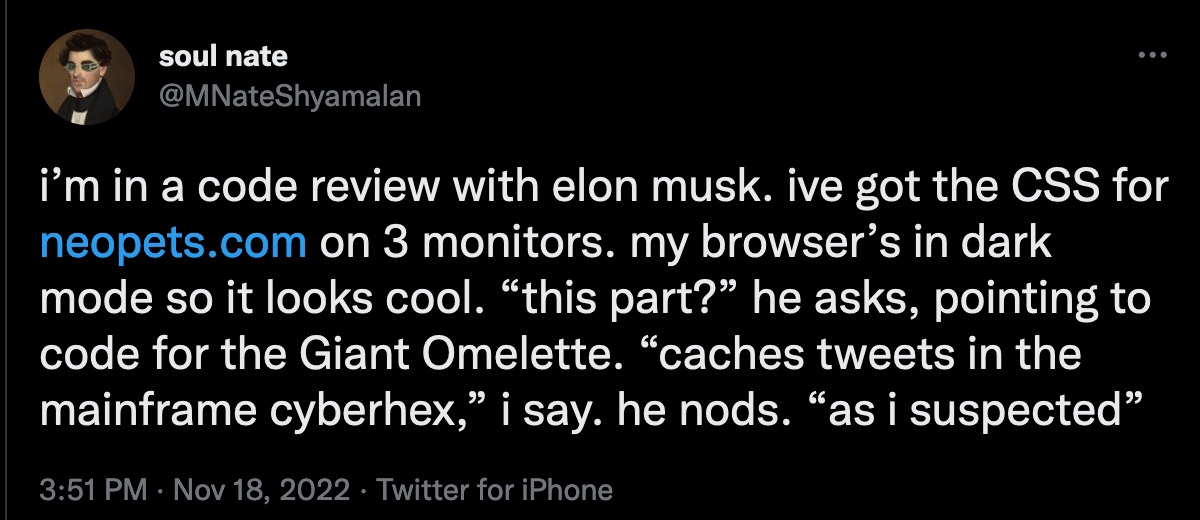 soul nate
@MNateShyamalan
i’m in a code review with elon musk. ive got the CSS for
neopets.com on 3 monitors. my browser’s in dark
mode so it looks cool. “this part?” he asks, pointing to
code for the Giant Omelette. “caches tweets in the
mainframe cyberhex,” i say. he nods. “as i suspected”
3:51 PM · Nov 18, 2022 · Twitter for iPhone